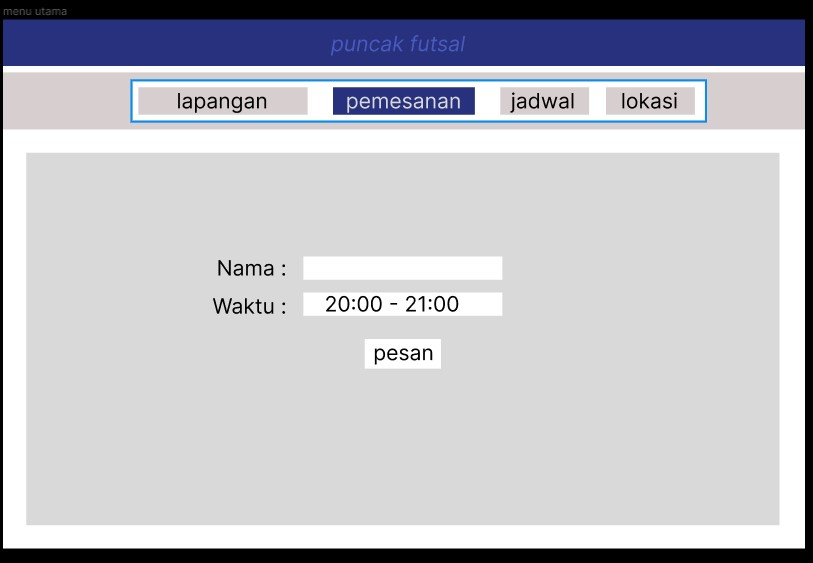 menu utama
puncak futsal
lapangan pemesanan jadwal lokasi
Nama :
Waktu : 20:00 - 21:00
pesan